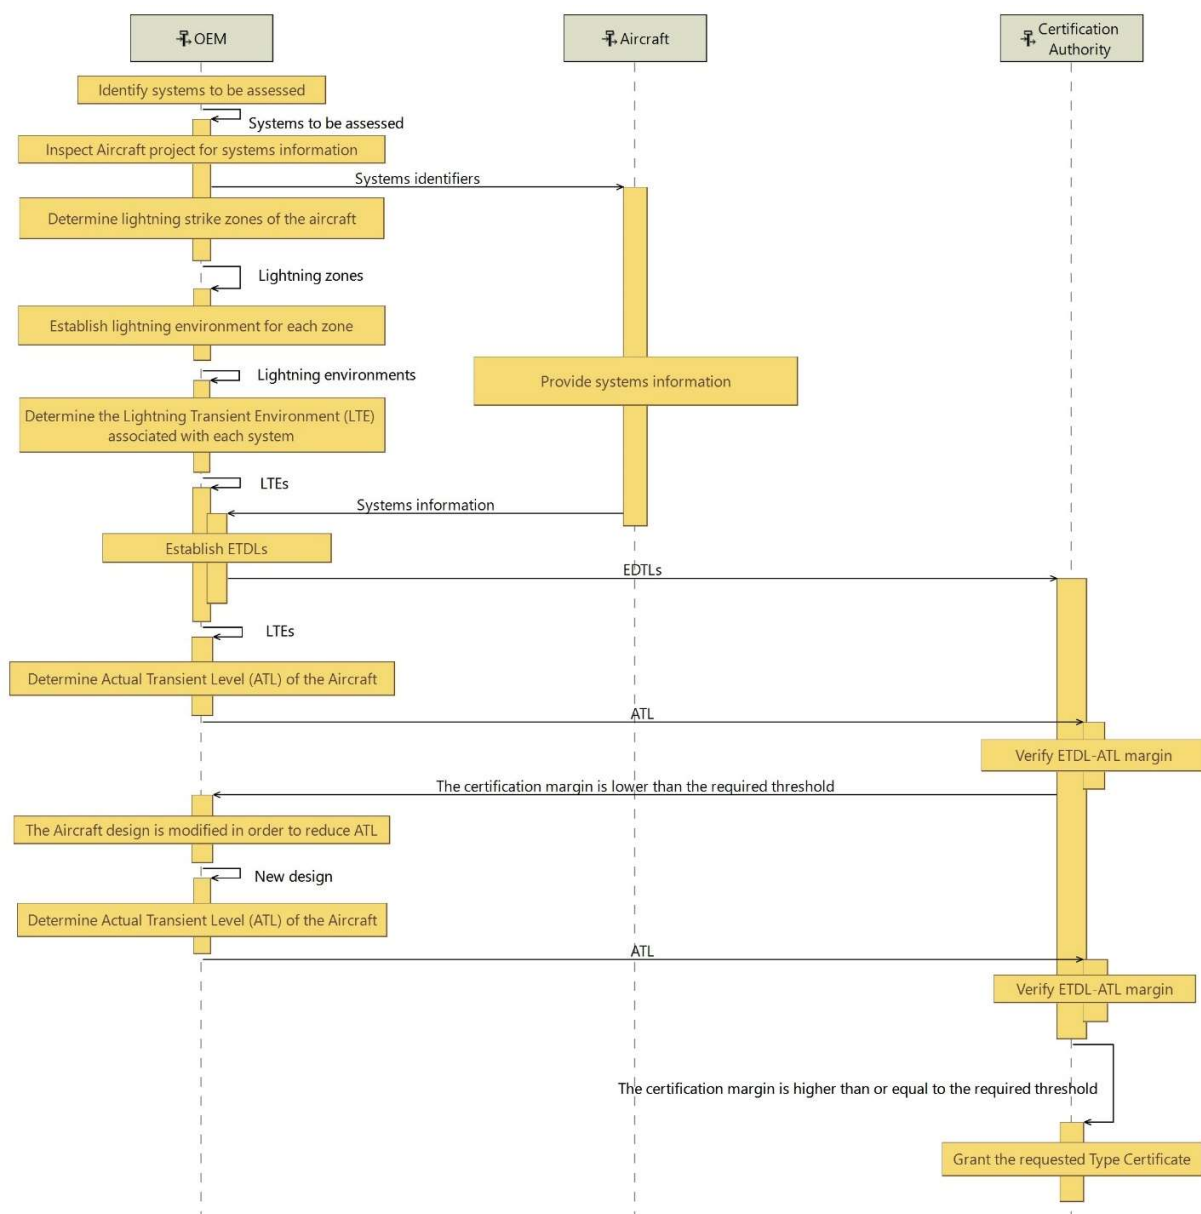 OEM
Aircraft
Certification
Authority
Identify systems to be assessed
Systems to be assessed
Inspect Aircraft project for systems information
Systems identifiers
Determine lightning strike zones of the aircraft
Lightning zones
Establish lightning environment for each zone
Lightning environments
Provide systems information
Determine the Lightning Transient Environment (LTE)
associated with each system
LTEs
Systems information
Establish ETDLs
EDTLs
LTEs
Determine Actual Transient Level (ATL) of the Aircraft
ATL
Verify ETDL-ATL margin
The certification margin is lower than the required threshold
The Aircraft design is modified in order to reduce ATL
New design
Determine Actual Transient Level (ATL) of the Aircraft
ATL
Verify ETDL-ATL margin
The certification margin is higher than or equal to the required threshold
Grant the requested Type Certificate